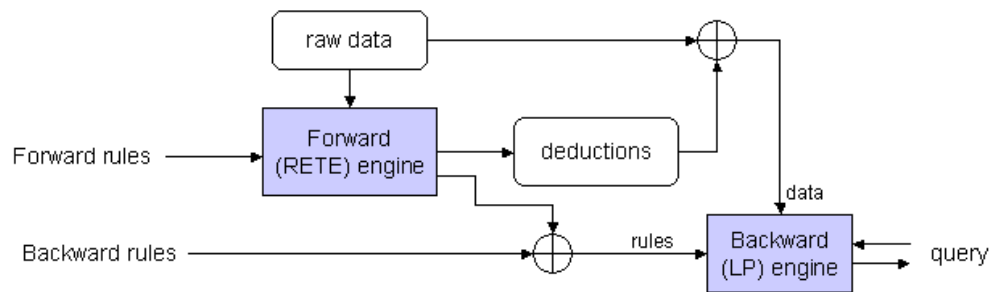 raw data
Forward
(RETE) engine
Forward rules
deductions
data
Backward rules
rules
Backward
(LP) engine
query